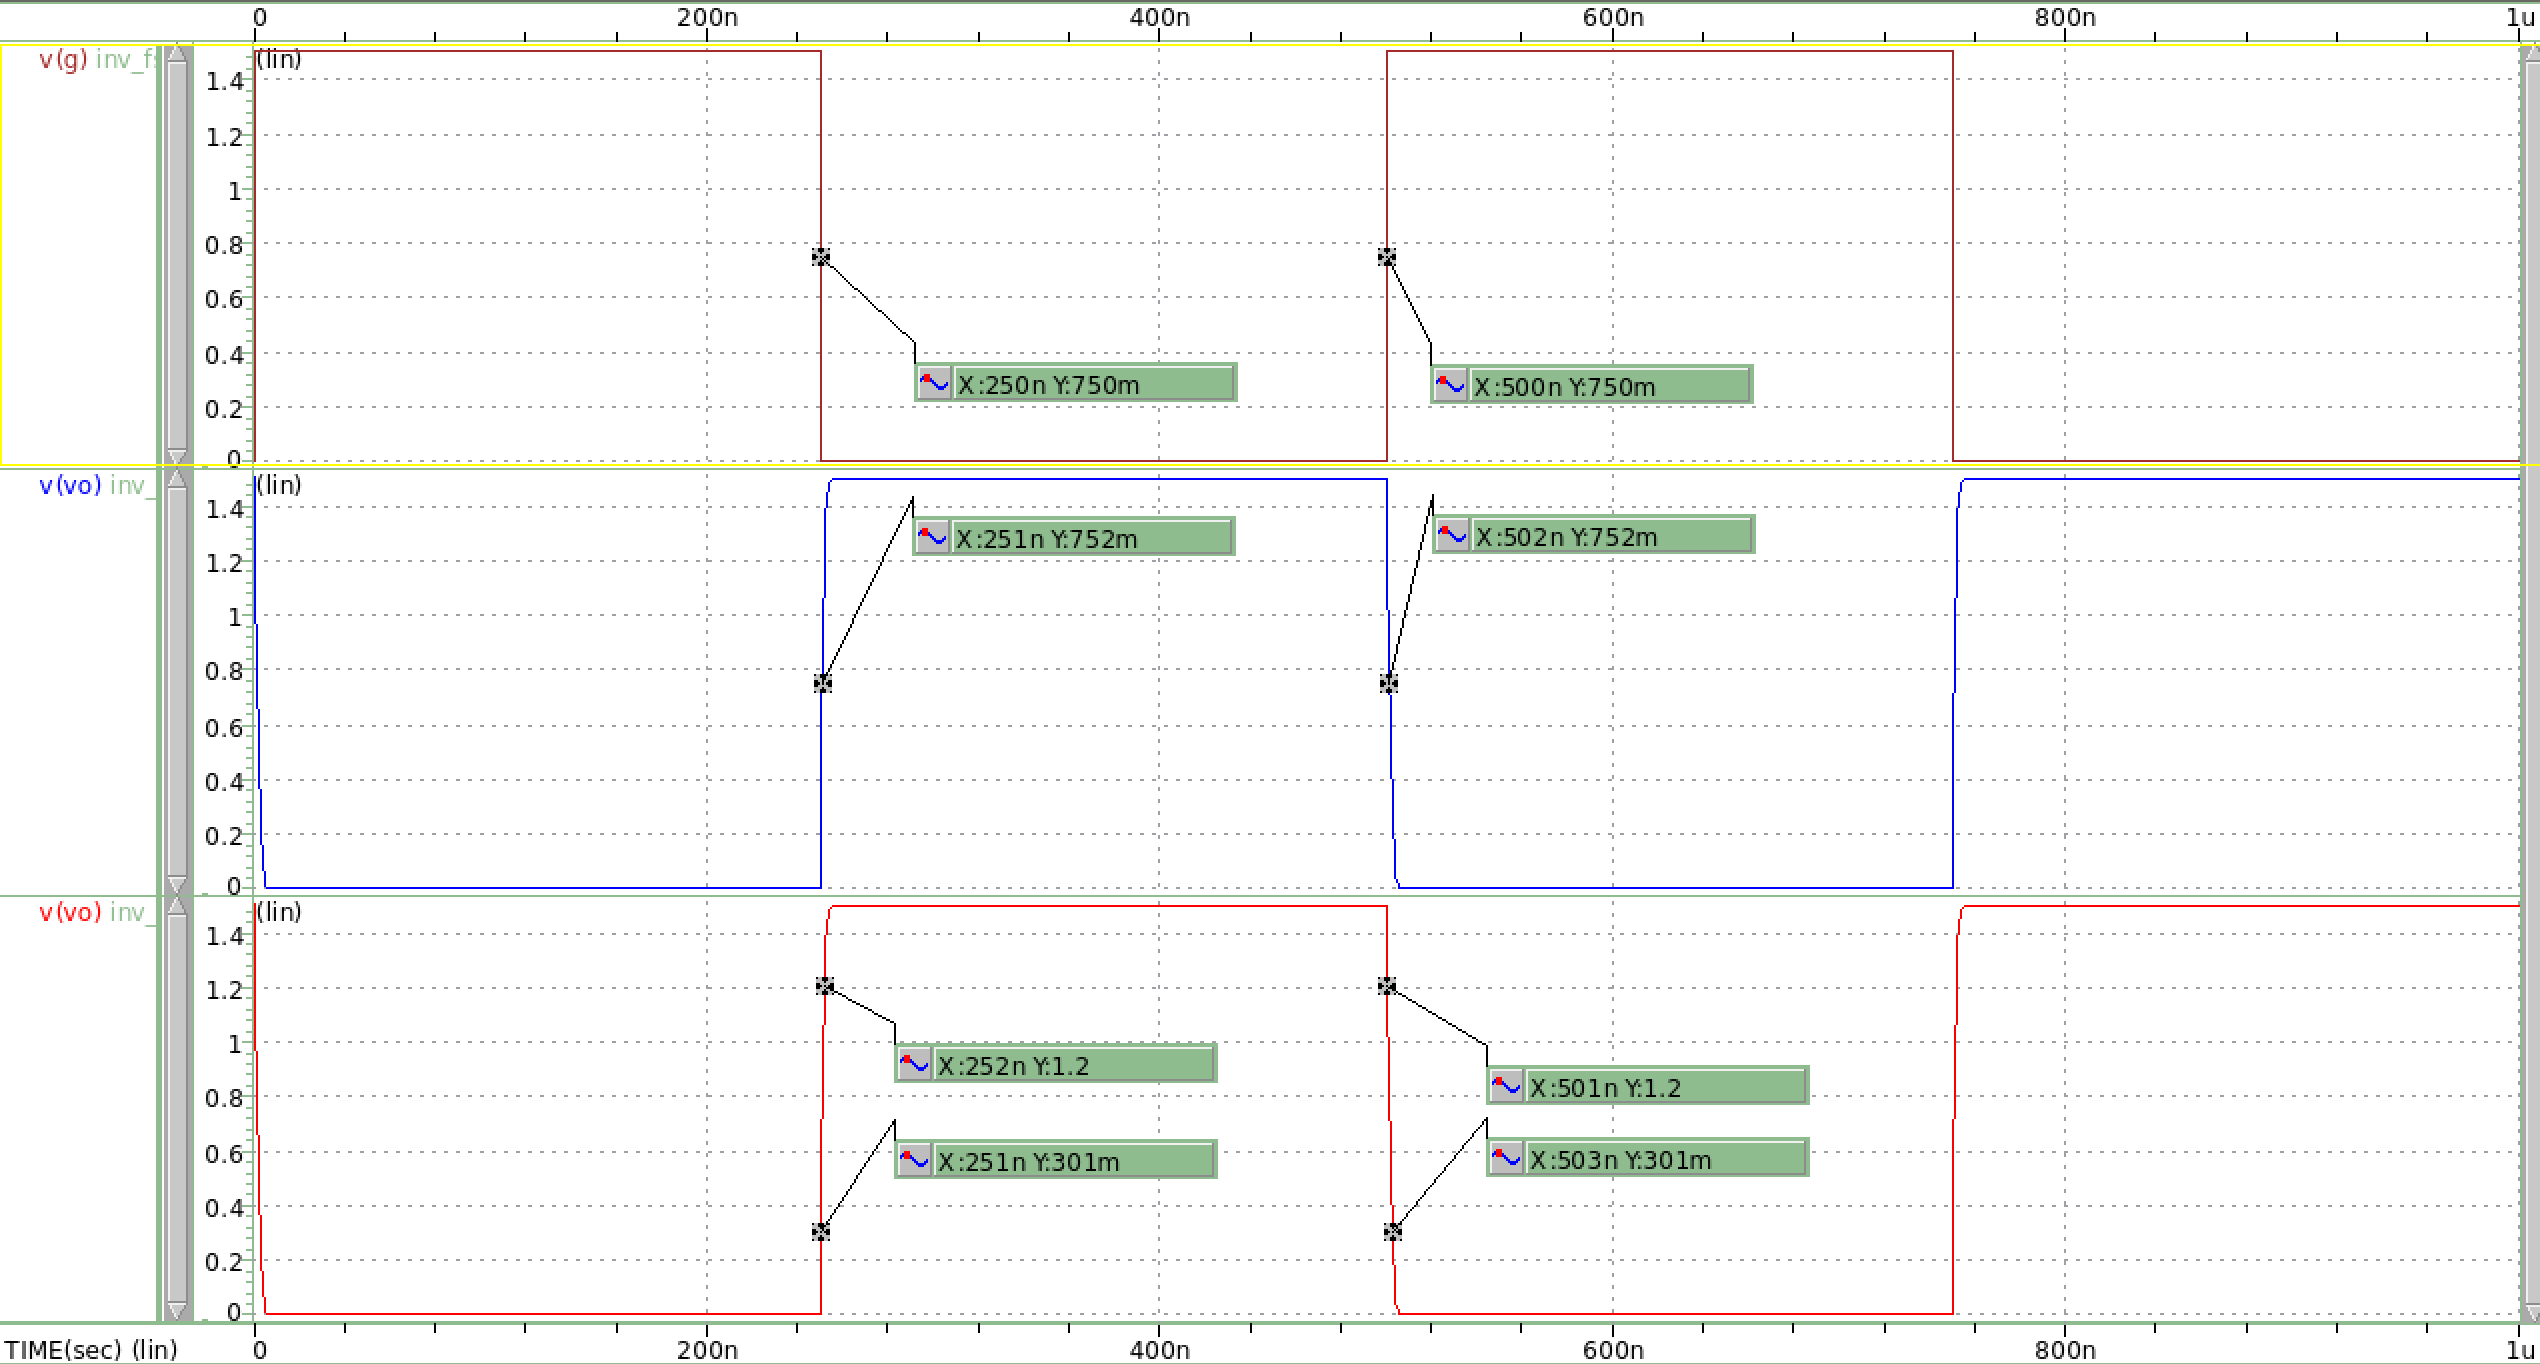 0 200n 400n 600n 800n 1u
v(g) inv_f (lin)
1.4
1.2
1
0.8
0.6
0.4
X:250n Y:750m X:500n Y:750m
0.2
0
v(vo) inv_ (lin)
1.4
X:251n Y:752m X:502n Y:752m
1.2
1
0.8
0.6
0.4
0.2
0
v(vo) inv_ (lin)
1.4
1.2
1
X:252n Y:1.2 X:501n Y:1.2
0.8
0.6
X:251n Y:301m X:503n Y:301m
0.4
0.2
0
TIME(sec) (lin) 0 200n 400n 600n 800n 1u